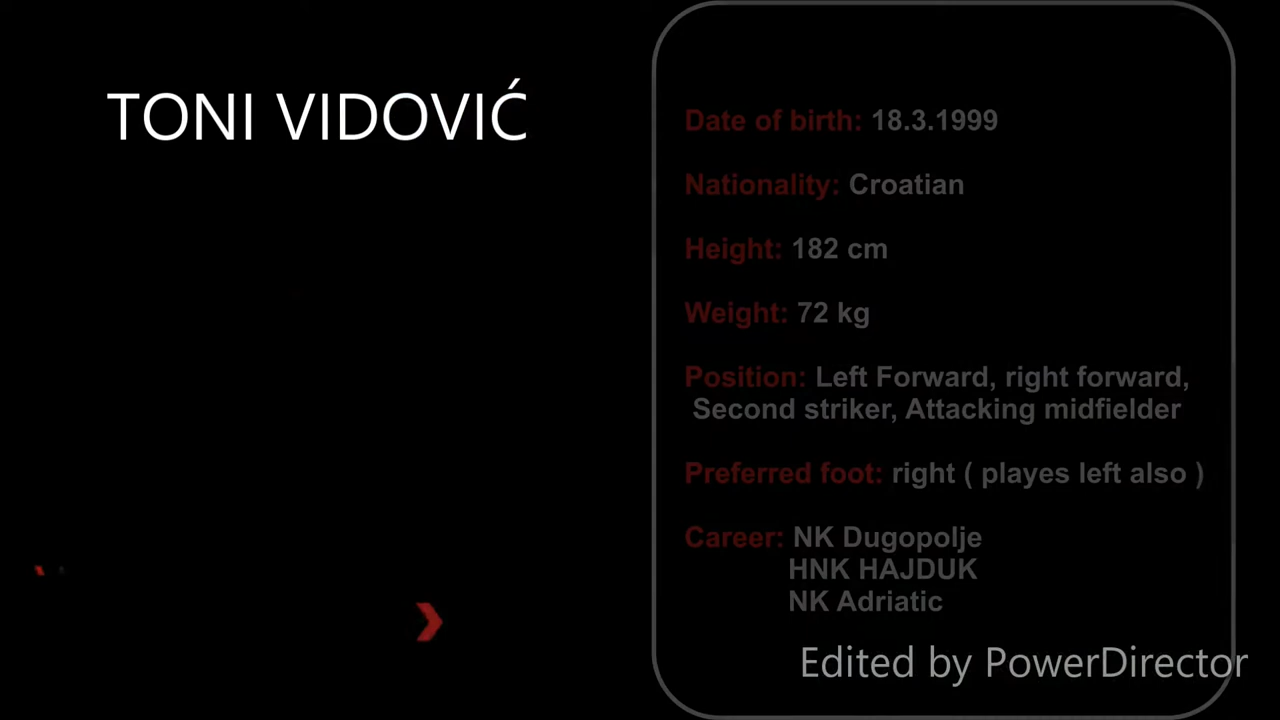 TONI VIDOVIĆ
Date of birth: 18.3.1999
Nationality: Croatian
Height: 182 cm
Weight: 72 kg
Position: Left Forward, right forward,
Second striker, Attacking midfielder
Preferred foot: right ( playes left also )
Career: NK Dugopolje
HNK HAJDUK
NK Adriatic
Edited by PowerDirector